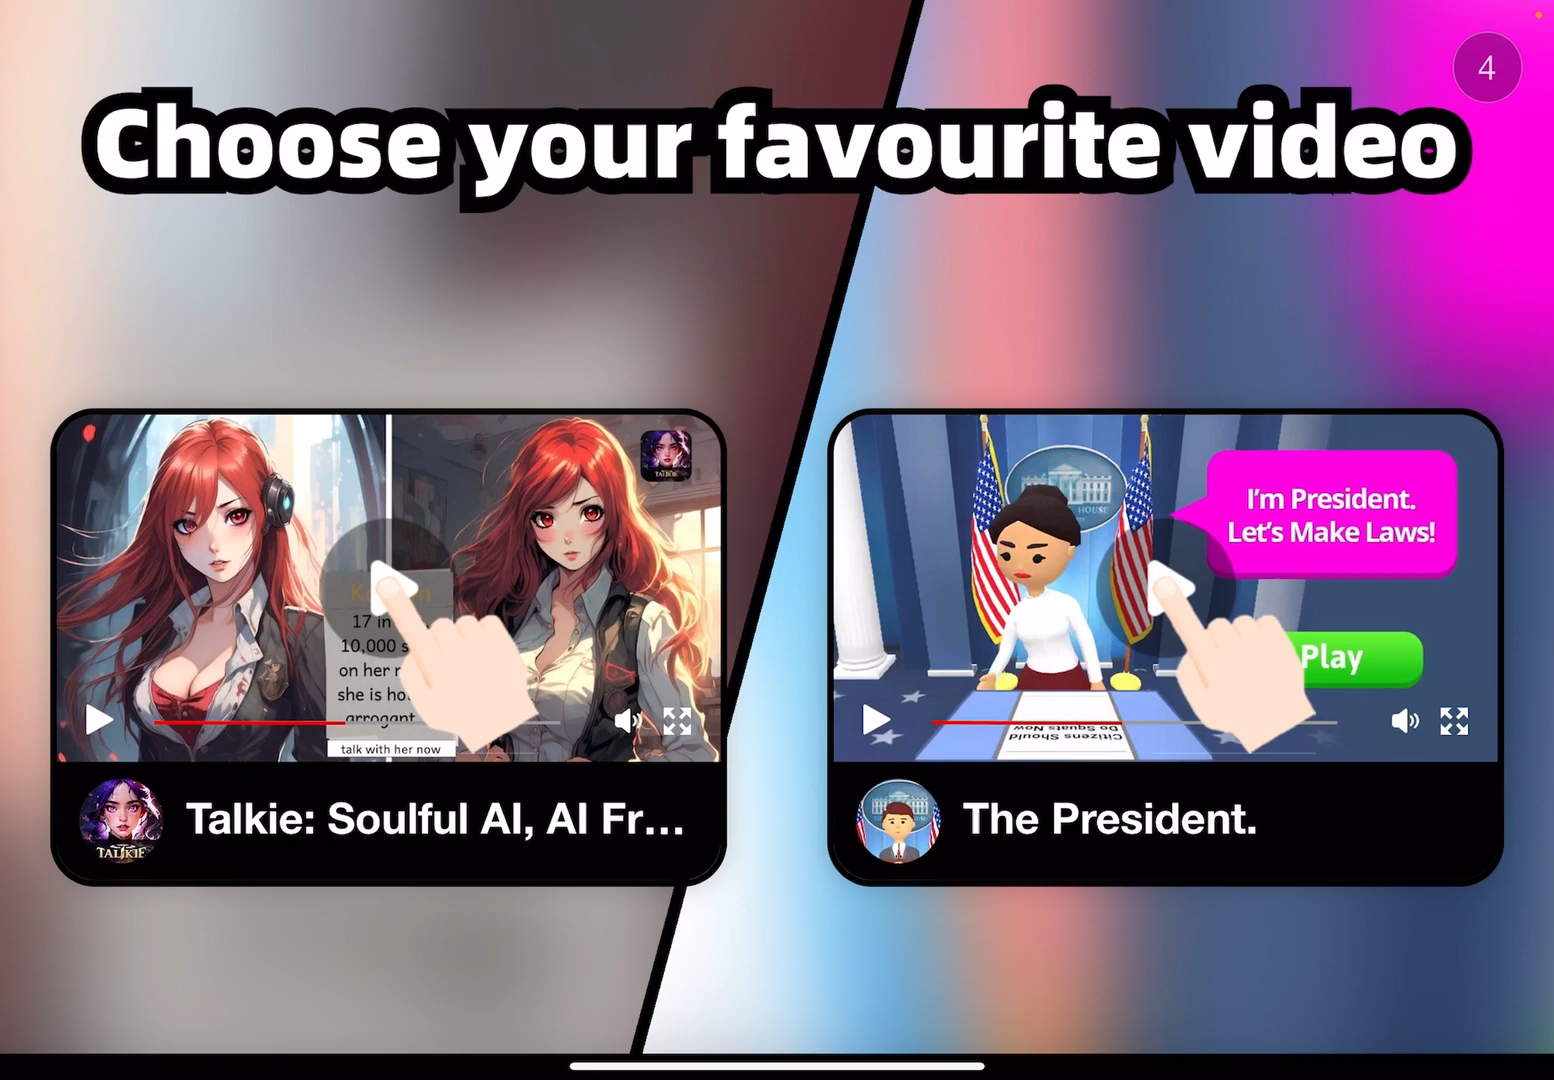 4
Choose your favourite video
TALKIE
17 in
10,000 s
on her
she is ho
arrogant
talk with her now
HOUSE
I'm President.
Let's Make Laws!
Play
Citizens Should
Do Squats Now
Talkie: Soulful AI, AI Fr...
TALKIE
The President.